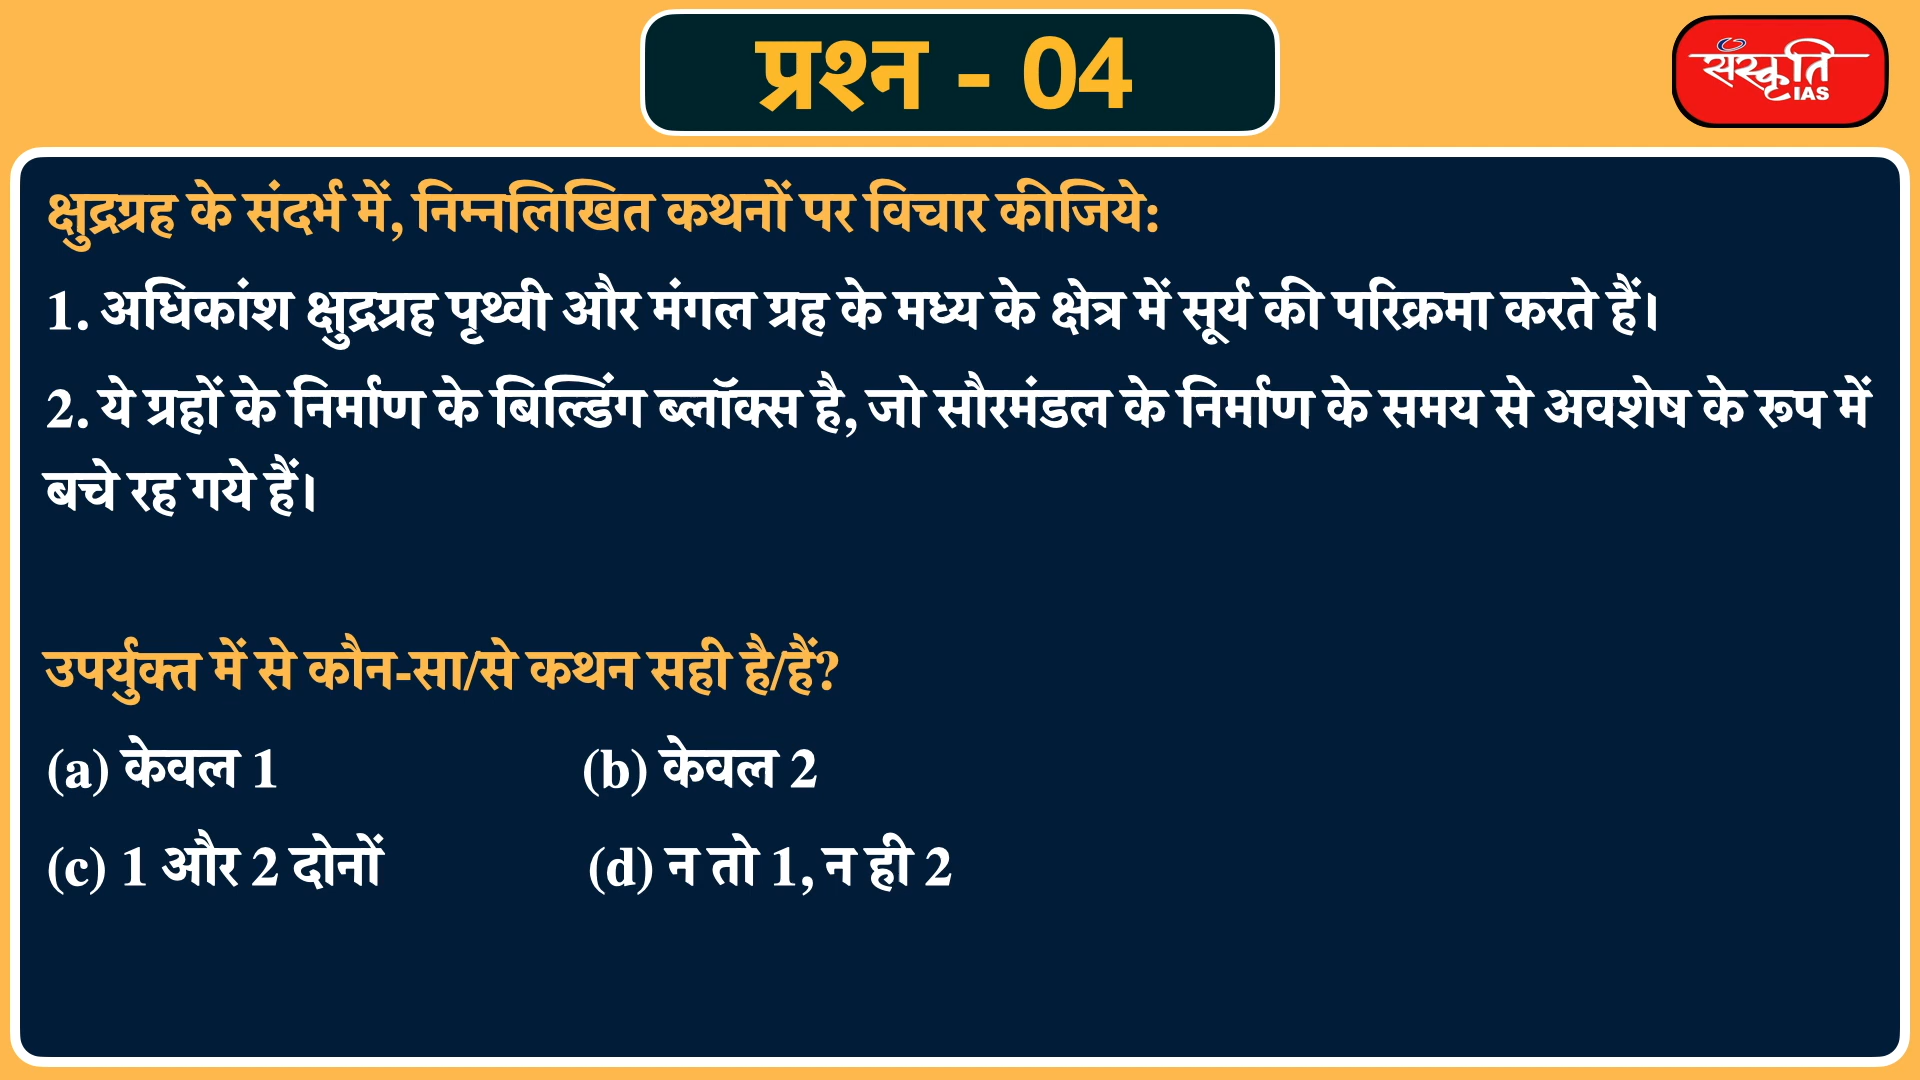 प्रश्न - 04
संस्कृति
IAS
क्षुद्रग्रह के संदर्भ में, निम्नलिखित कथनों पर विचार कीजिये:
1. अधिकांश क्षुद्रग्रह पृथ्वी और मंगल ग्रह के मध्य के क्षेत्र में सूर्य की परिक्रमा करते हैं।
2. ये ग्रहों के निर्माण के बिल्डिंग ब्लॉक्स है, जो सौरमंडल के निर्माण के समय से अवशेष के रूप में
बचे रह गये हैं।
उपर्युक्त में से कौन-सा/से कथन सही है/हैं?
(a) केवल 1 (b) केवल 2
(c) 1 और 2 दोनों (d) न तो 1, न ही 2